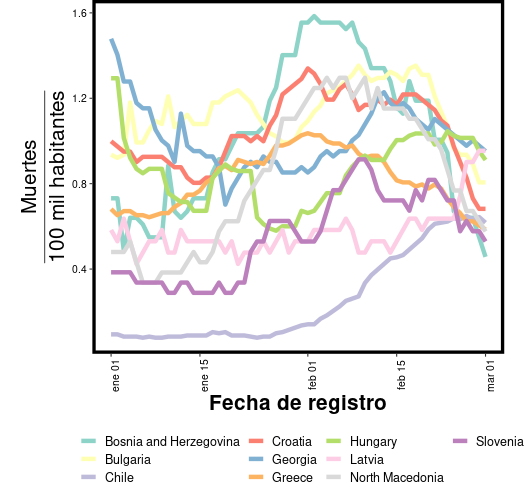 Muertes
100 mil habitantes
1.6
1.2
0.8
0.4
ene 01
ene 15
feb 01
feb 15
mar 01
Fecha de registro
Bosnia and Herzegovina
Croatia
Hungary
Slovenia
Bulgaria
Georgia
Latvia
Chile
Greece
North Macedonia